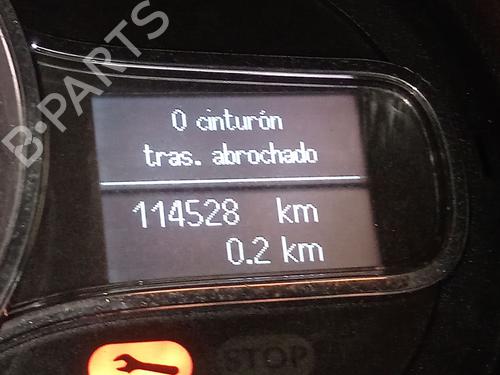 B-PARTS
0 cinturón
tras. abrochado
114528 km
0.2 km
STOP